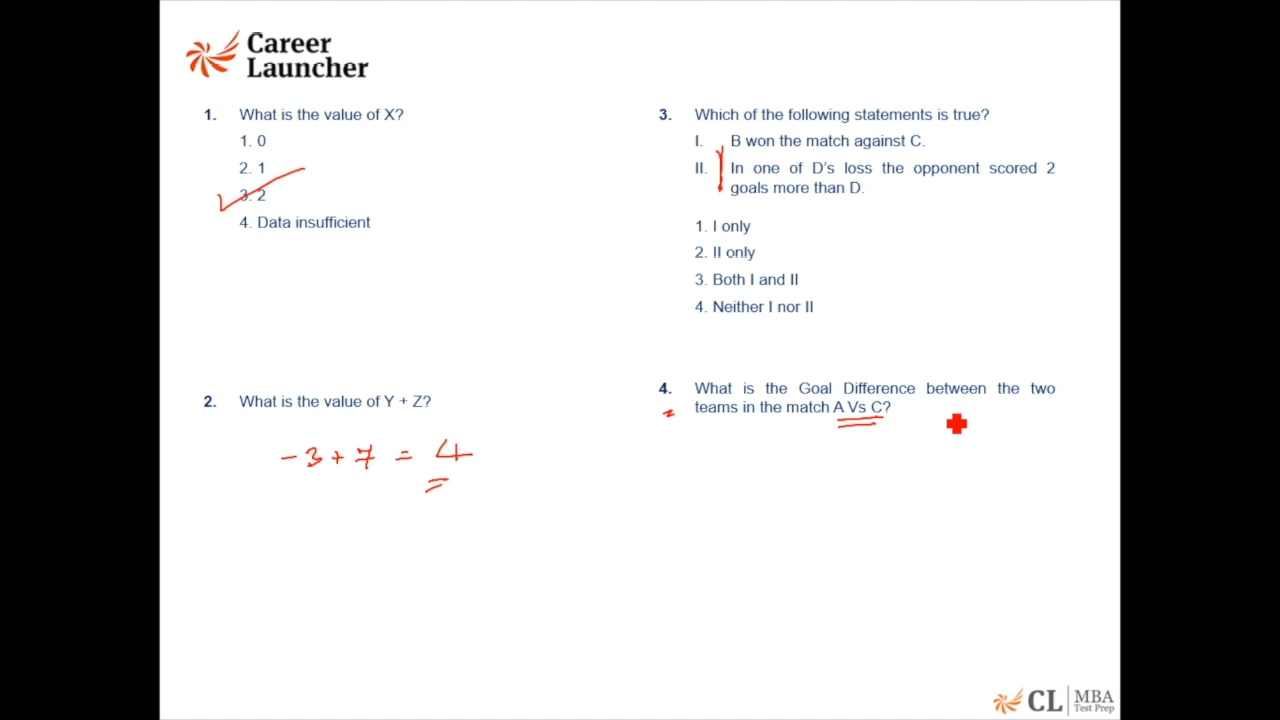 Career
Launcher
1. What is the value of X?
1. 0
2. 1
3. 2
4. Data insufficient
2. What is the value of Y + Z?
-3+7 = 4
3. Which of the following statements is true?
I. B won the match against C.
II. In one of D's loss the opponent scored 2
goals more than D.
1. I only
2. II only
3. Both I and II
4. Neither I nor II
4. What is the Goal Difference between the two
teams in the match A Vs C?
CL MBA
Test Prep